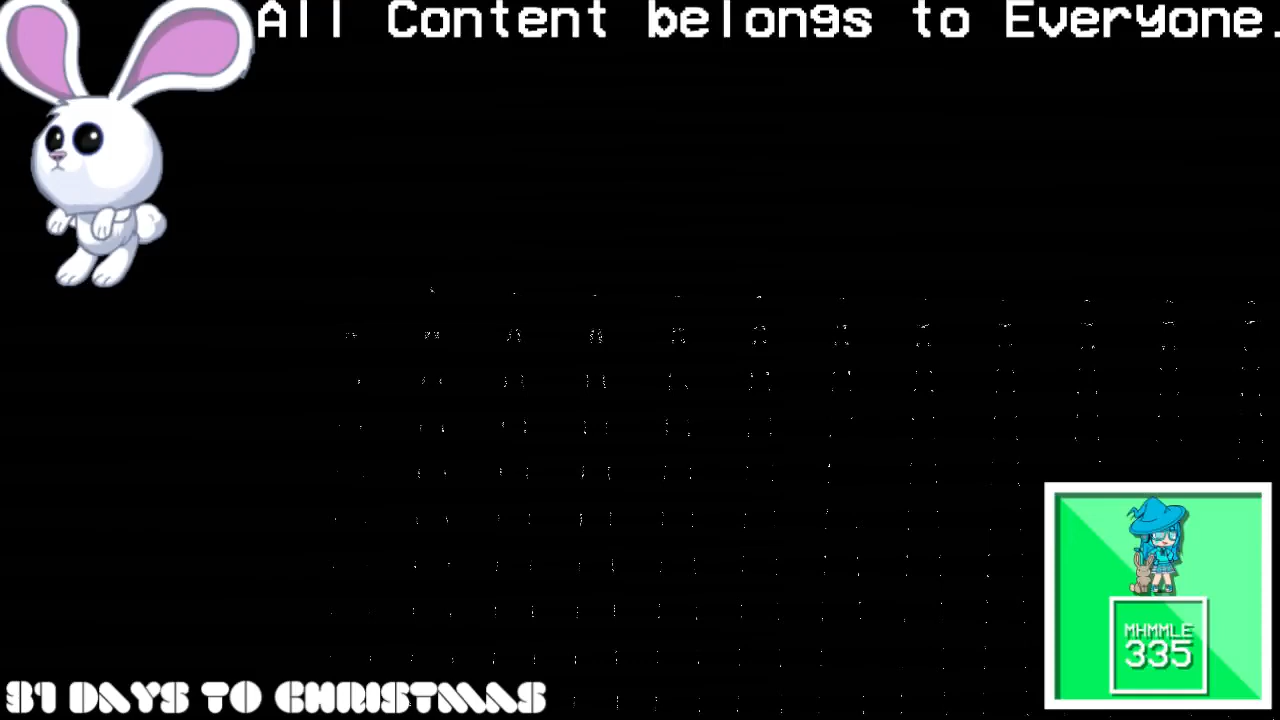 All Content belongs to Everyone.
MHMMLE
335
31 DAYS TO CHRISTMAS